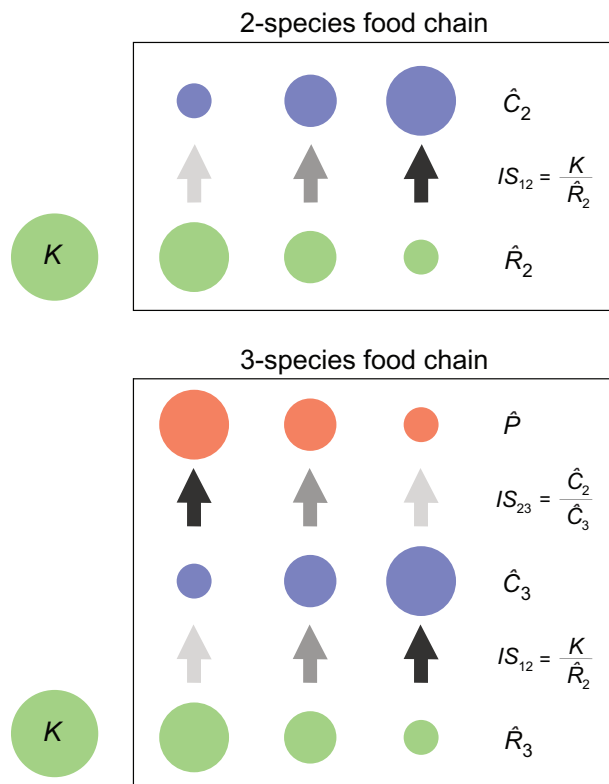 2-species food chain
Ĉ₂
IS₁₂ = K / R̂₂
K
R̂₂
3-species food chain
P̂
IS₂₃ = Ĉ₂ / Ĉ₃
Ĉ₃
IS₁₂ = K / R̂₂
K
R̂₃